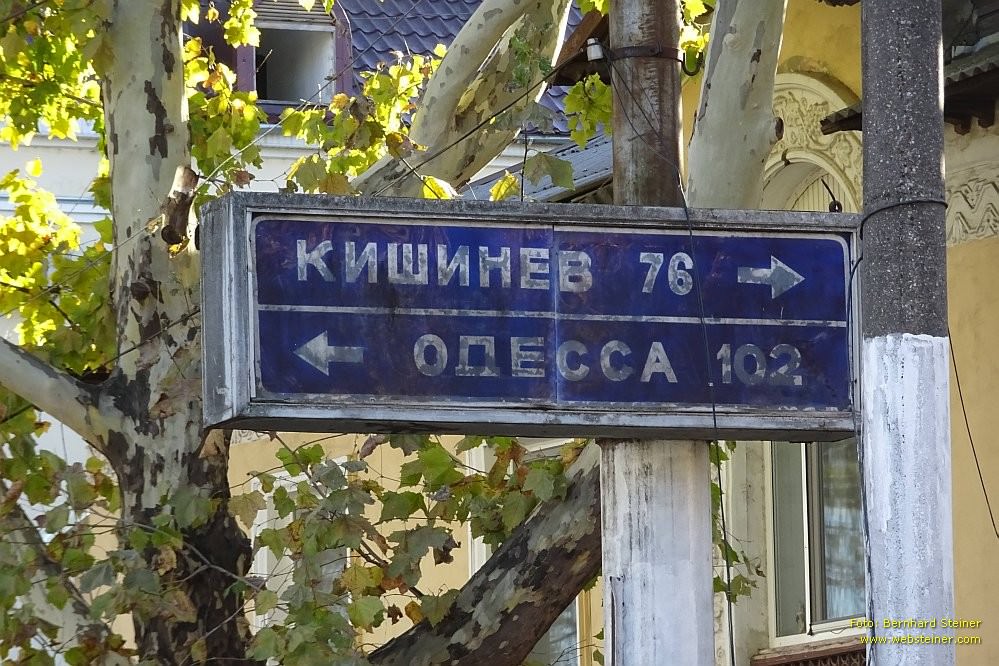 КИШИНЕВ 76
ОДЕССА 102
Foto: Bernhard Steiner
www.websteiner.com